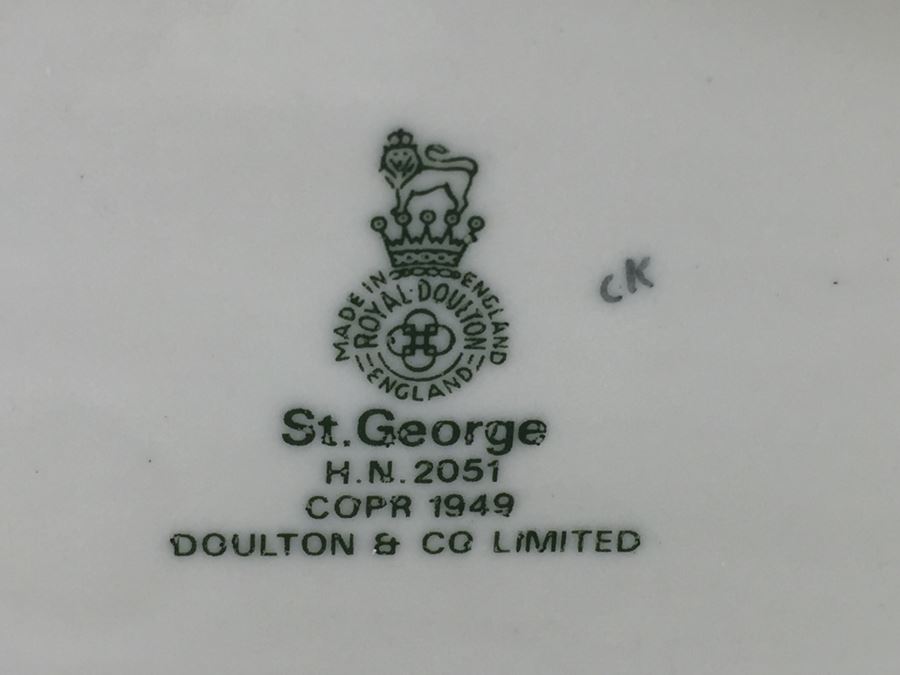 MADE IN ENGLAND
ROYAL·DOULTON
ENGLAND
CK
St. George
H.N. 2051
COPR 1949
DOULTON & CO LIMITED